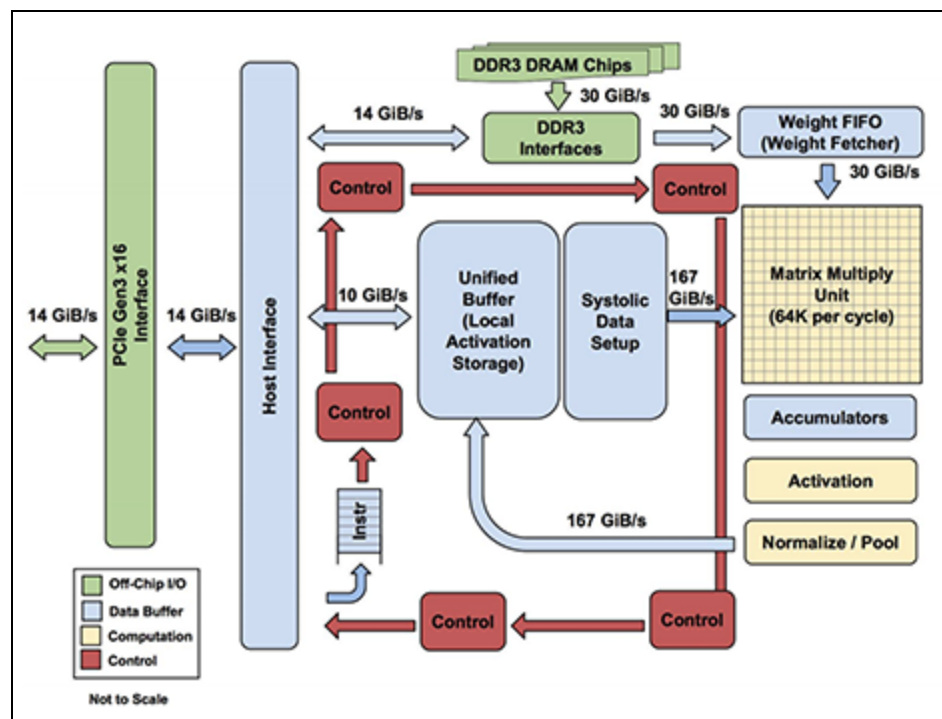 DDR3 DRAM Chips
30 GiB/s
14 GiB/s
DDR3
Interfaces
30 GiB/s
Weight FIFO
(Weight Fetcher)
30 GiB/s
Control
Control
Unified
Buffer
(Local
Activation
Storage)
Systolic
Data
Setup
167
GiB/s
Matrix Multiply
Unit
(64K per cycle)
10 GiB/s
14 GiB/s
PCIe Gen3 x16
Interface
14 GiB/s
Host Interface
Control
Accumulators
Activation
Instr
167 GiB/s
Normalize / Pool
Off-Chip I/O
Data Buffer
Computation
Control
Control
Control
Not to Scale